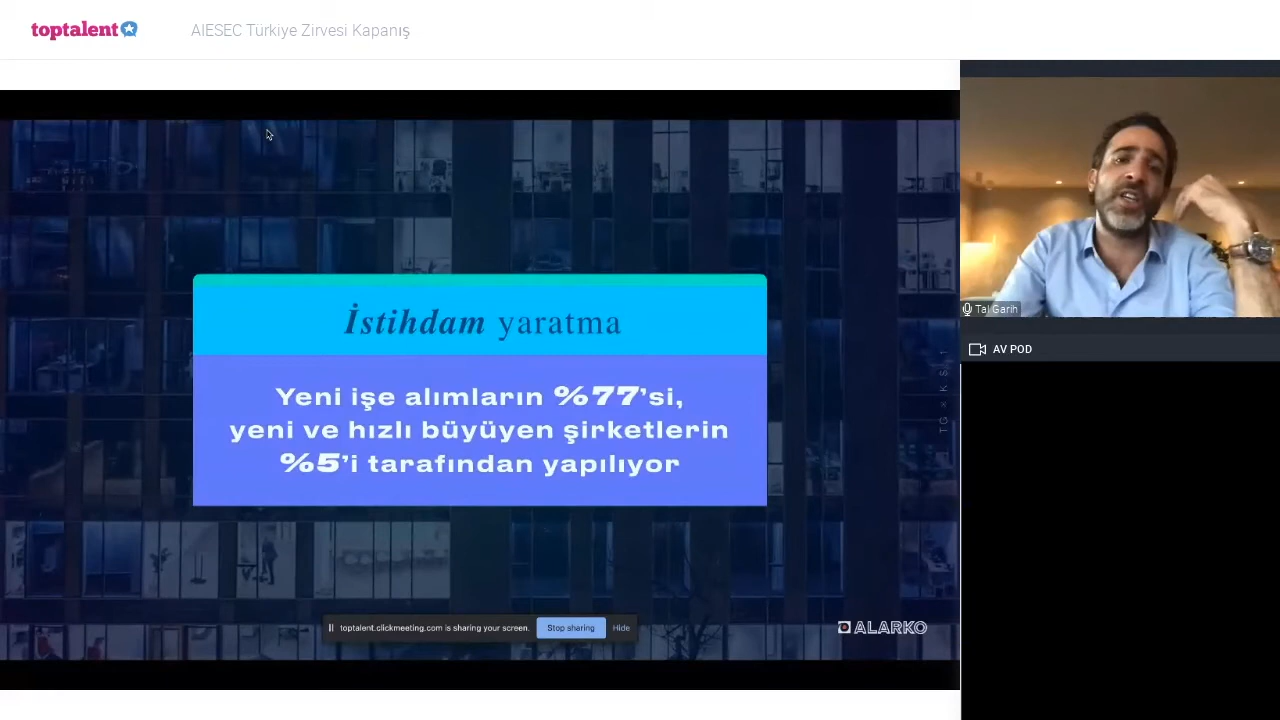 toptalent
AIESEC Türkiye Zirvesi Kapanış
İstihdam yaratma
Yeni işe alımların %77'si,
yeni ve hızlı büyüyen şirketlerin
%5'i tarafından yapılıyor
toptalent.clickmeeting.com is sharing your screen.
Stop sharing
Hide
ALARKO
Tal Garih
AV POD